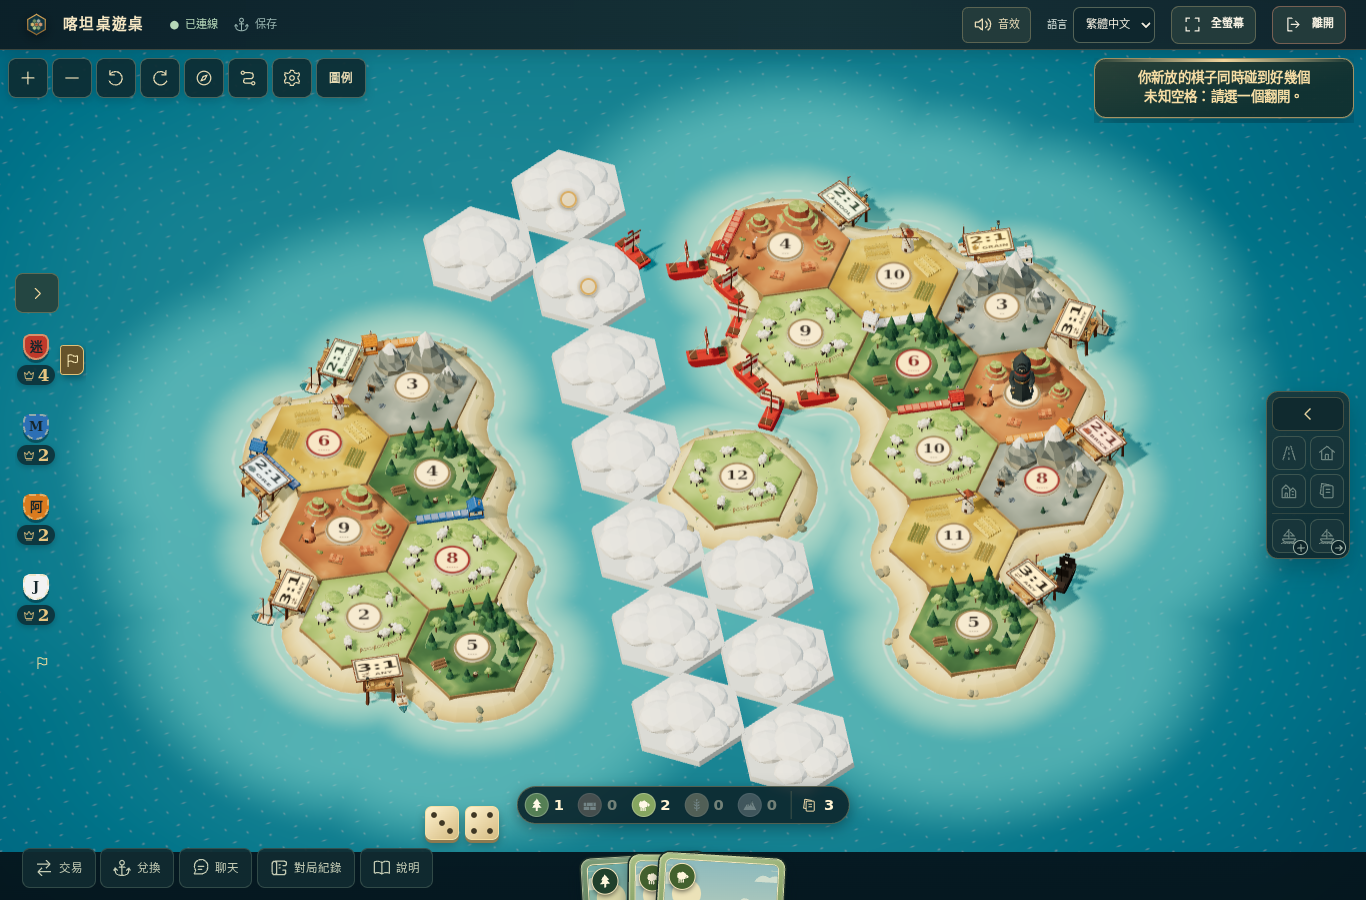 喀坦桌遊桌
已連線
保存
音效
語言
繁體中文
全螢幕
離開
圖例
你新放的棋子同時碰到好幾個
未知空格：請選一個翻開。
4
10
3
9
6
2:1
2:1
GRAIN
3:1
2:1
10
8
11
5
3:1
12
2:1
3
6
4
2:1
9
8
3:1
2
5
3:1
迷
4
M
2
阿
2
J
2
1
0
2
0
0
3
交易
兌換
聊天
對局紀錄
說明